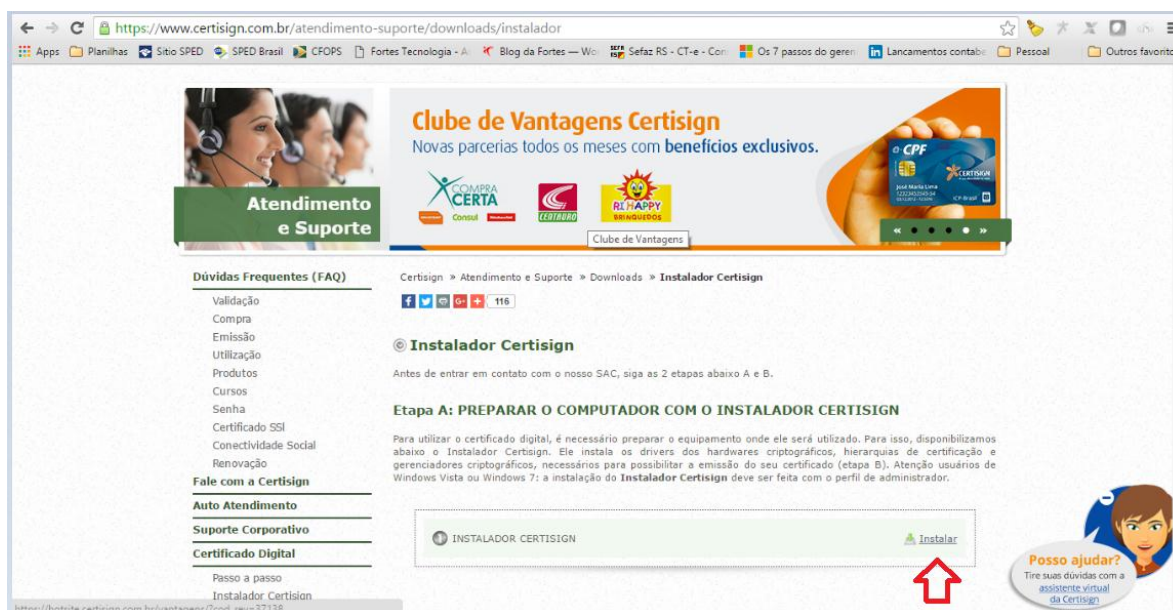 https://www.certisign.com.br/atendimento-suporte/downloads/instalador
Apps Planilhas Sitio SPED SPED Brasil CFOPS Fortes Tecnologia - A Blog da Fortes — Wo Sefaz RS - CT-e - Con Os 7 passos do geren Lancamentos contabe Pessoal Outros favorito
Atendimento
e Suporte
Clube de Vantagens Certisign
Novas parcerias todos os meses com benefícios exclusivos.
COMPRA
CERTA
Consul
CENTAURO
RI HAPPY
BRINQUEDOS
Clube de Vantagens
e-CPF
CERTISIGN
José Maria Lima
ICP Brasil
« »
Dúvidas Frequentes (FAQ)
Validação
Compra
Emissão
Utilização
Produtos
Cursos
Senha
Certificado SSl
Conectividade Social
Renovação
Fale com a Certisign
Auto Atendimento
Suporte Corporativo
Certificado Digital
Passo a passo
Instalador Certisign
Certisign » Atendimento e Suporte » Downloads » Instalador Certisign
116
Instalador Certisign
Antes de entrar em contato com o nosso SAC, siga as 2 etapas abaixo A e B.
Etapa A: PREPARAR O COMPUTADOR COM O INSTALADOR CERTISIGN
Para utilizar o certificado digital, é necessário preparar o equipamento onde ele será utilizado. Para isso, disponibilizamos
abaixo o Instalador Certisign. Ele instala os drivers dos hardwares criptográficos, hierarquias de certificação e
gerenciadores criptográficos, necessários para possibilitar a emissão do seu certificado (etapa B). Atenção usuários de
Windows Vista ou Windows 7: a instalação do Instalador Certisign deve ser feita com o perfil de administrador.
1 INSTALADOR CERTISIGN Instalar
Posso ajudar?
Tire suas dúvidas com a
assistente virtual
da Certisign